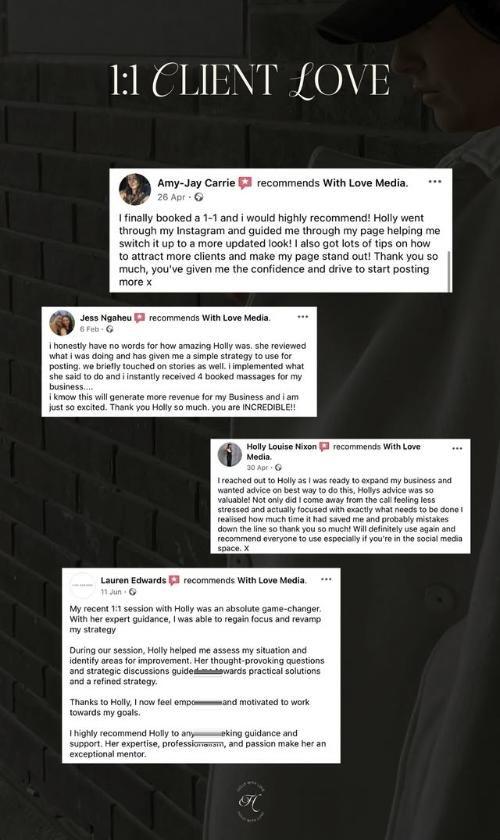 1:1 CLIENT LOVE
Amy-Jay Carrie recommends With Love Media.
26 Apr
I finally booked a 1-1 and i would highly recommend! Holly went
through my Instagram and guided me through my page helping me
switch it up to a more updated look! I also got lots of tips on how
to attract more clients and make my page stand out! Thank you so
much, you've given me the confidence and drive to start posting
more x
Jess Ngaheu recommends With Love Media.
6 Feb
i honestly have no words for how amazing Holly was. she reviewed
what i was doing and has given me a simple strategy to use for
posting. we briefly touched on stories as well. i implemented what
she said to do and i instantly received 4 booked massages for my
business....
i know this will generate more revenue for my Business and i am
just so excited. Thank you Holly so much. you are INCREDIBLE!!
Holly Louise Nixon recommends With Love
Media.
30 Apr
I reached out to Holly as I was ready to expand my business and
wanted advice on best way to do this, Hollys advice was so
valuable! Not only did I come away from the call feeling less
stressed and actually focused with exactly what needs to be done I
realised how much time it had saved me and probably mistakes
down the line so thank you so much! Will definitely use again and
recommend everyone to use especially if you're in the social media
space. X
Lauren Edwards recommends With Love Media.
11 Jun
My recent 1:1 session with Holly was an absolute game-changer.
With her expert guidance, I was able to regain focus and revamp
my strategy
During our session, Holly helped me assess my situation and
identify areas for improvement. Her thought-provoking questions
and strategic discussions practical solutions
and a refined strategy.
Thanks to Holly, I now feel and motivated to work
towards my goals.
I highly recommend Holly to guidance and
support. Her expertise, professionalism, and passion make her an
exceptional mentor.